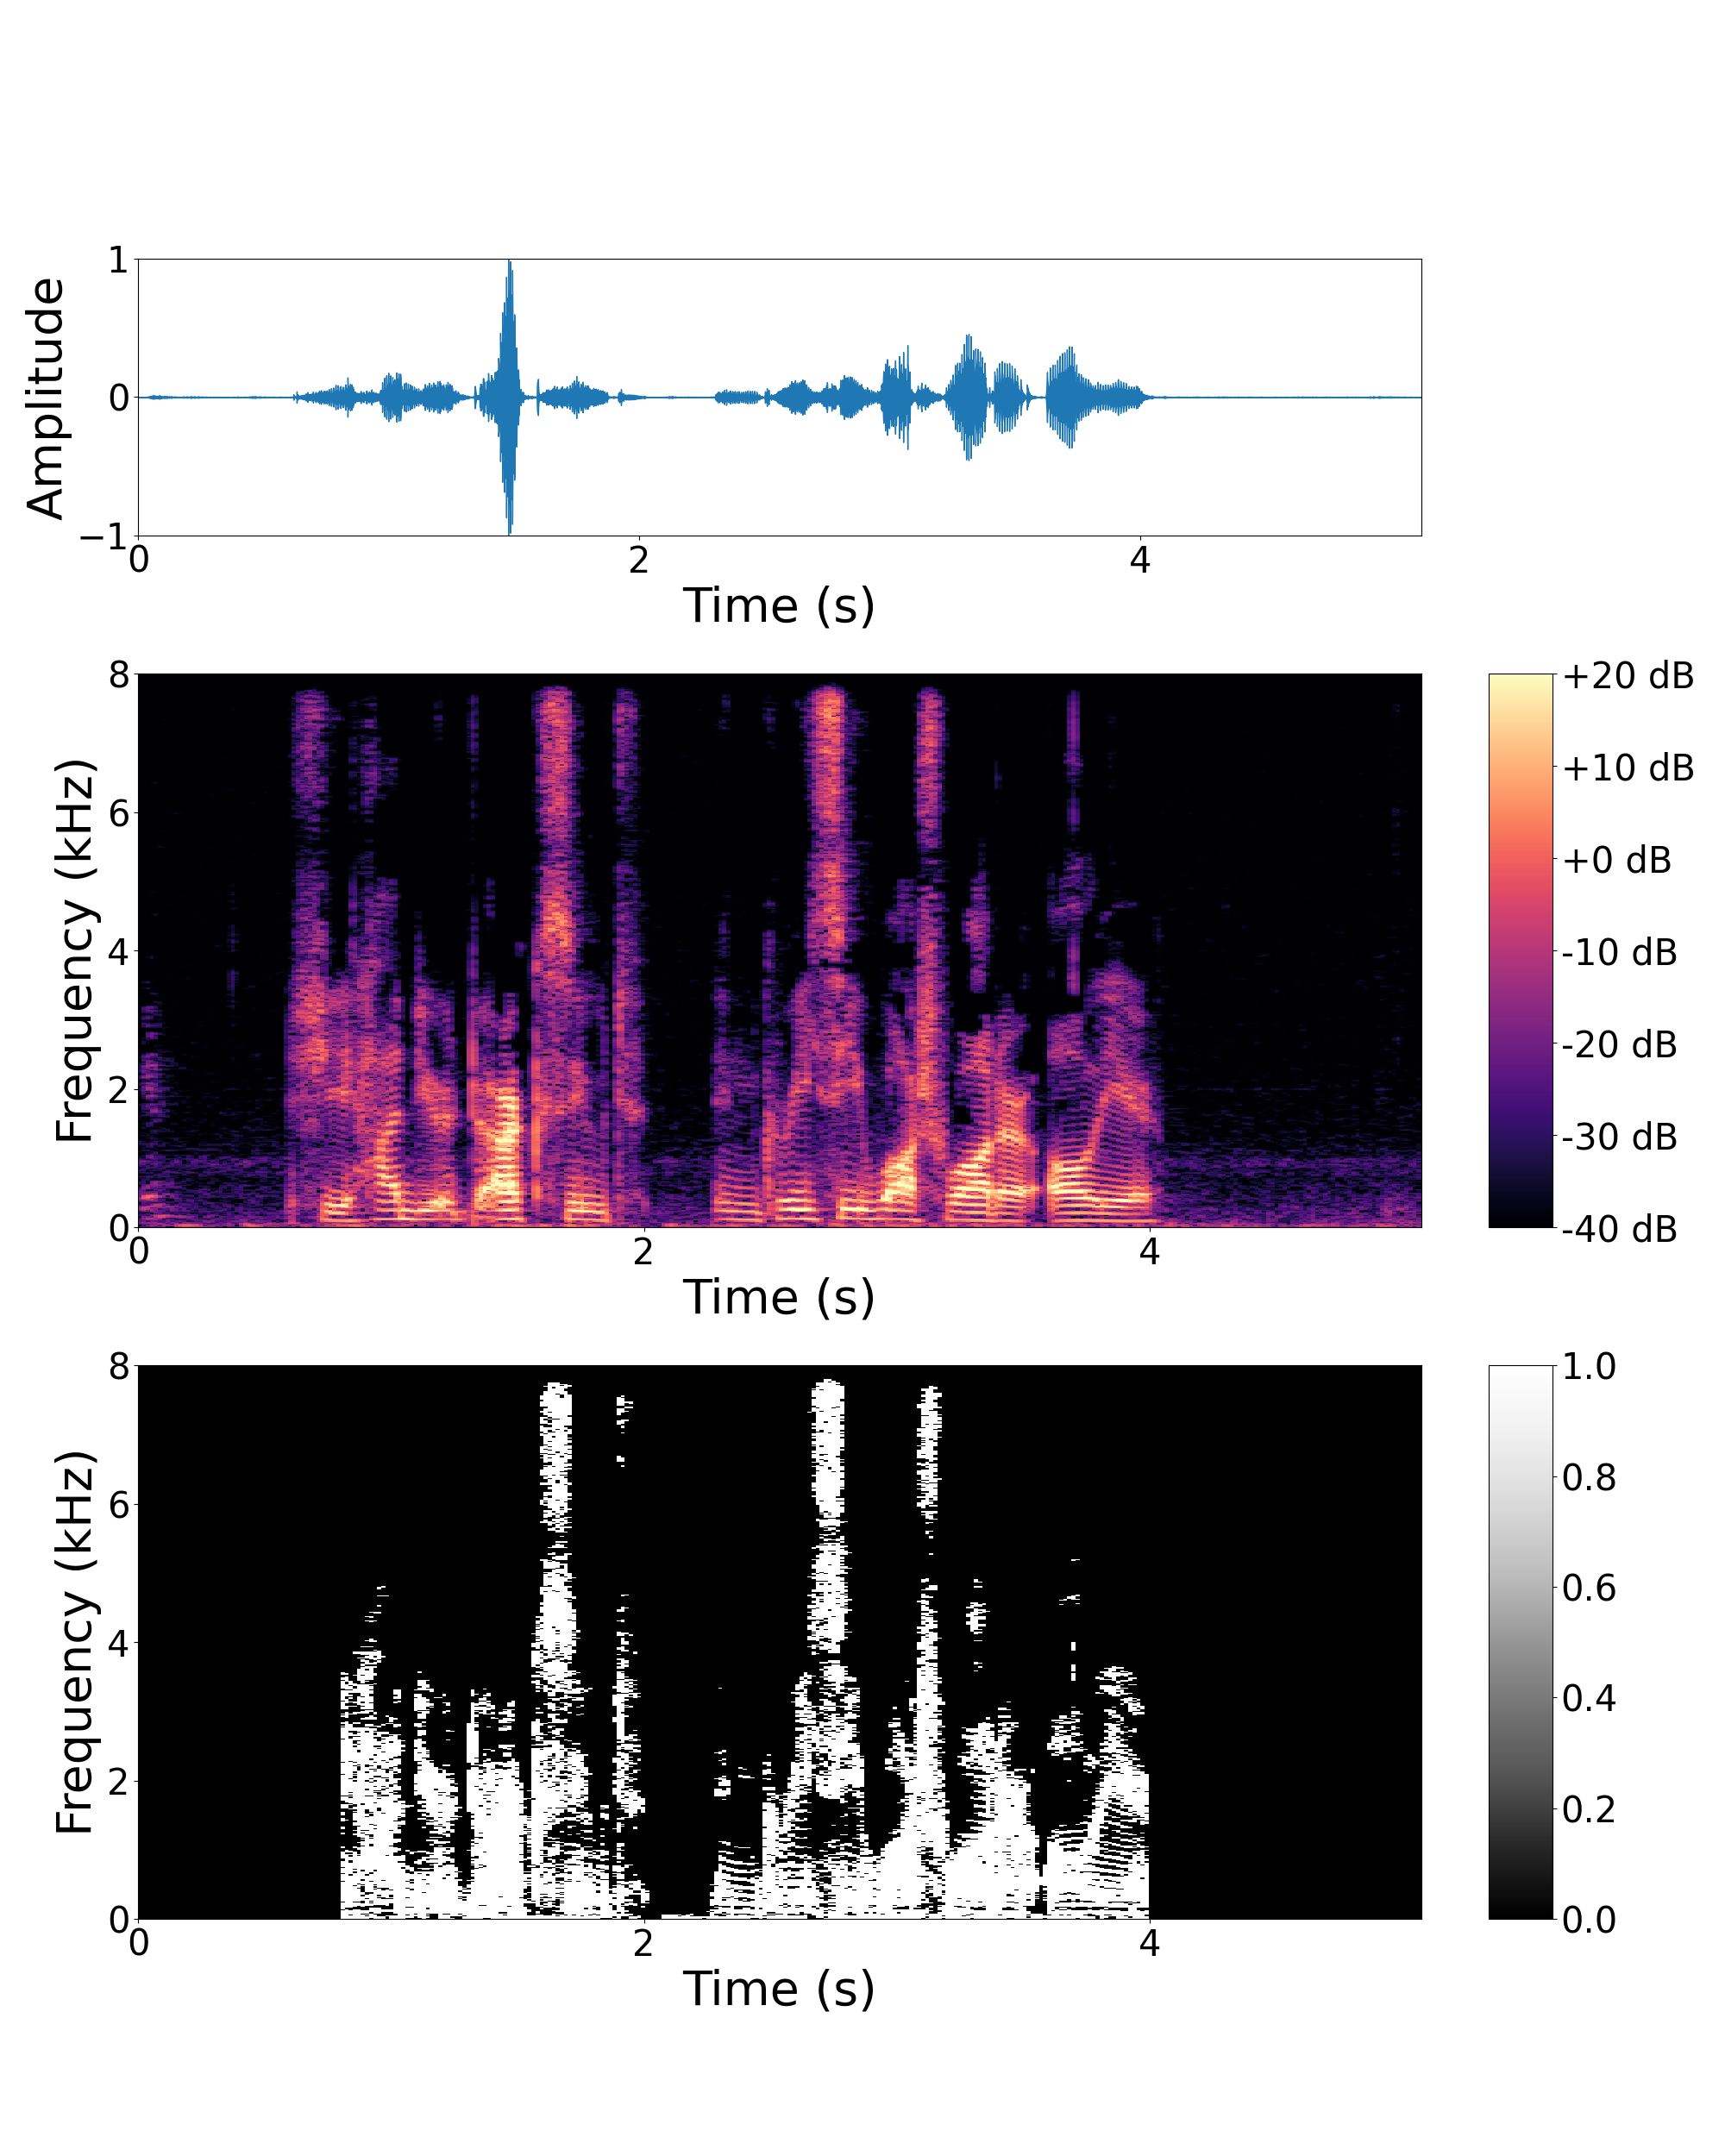 Amplitude
1
0
−1
0 2 4
Time (s)
Frequency (kHz)
8
6
4
2
0
0 2 4
Time (s)
+20 dB
+10 dB
+0 dB
-10 dB
-20 dB
-30 dB
-40 dB
Frequency (kHz)
8
6
4
2
0
0 2 4
Time (s)
1.0
0.8
0.6
0.4
0.2
0.0